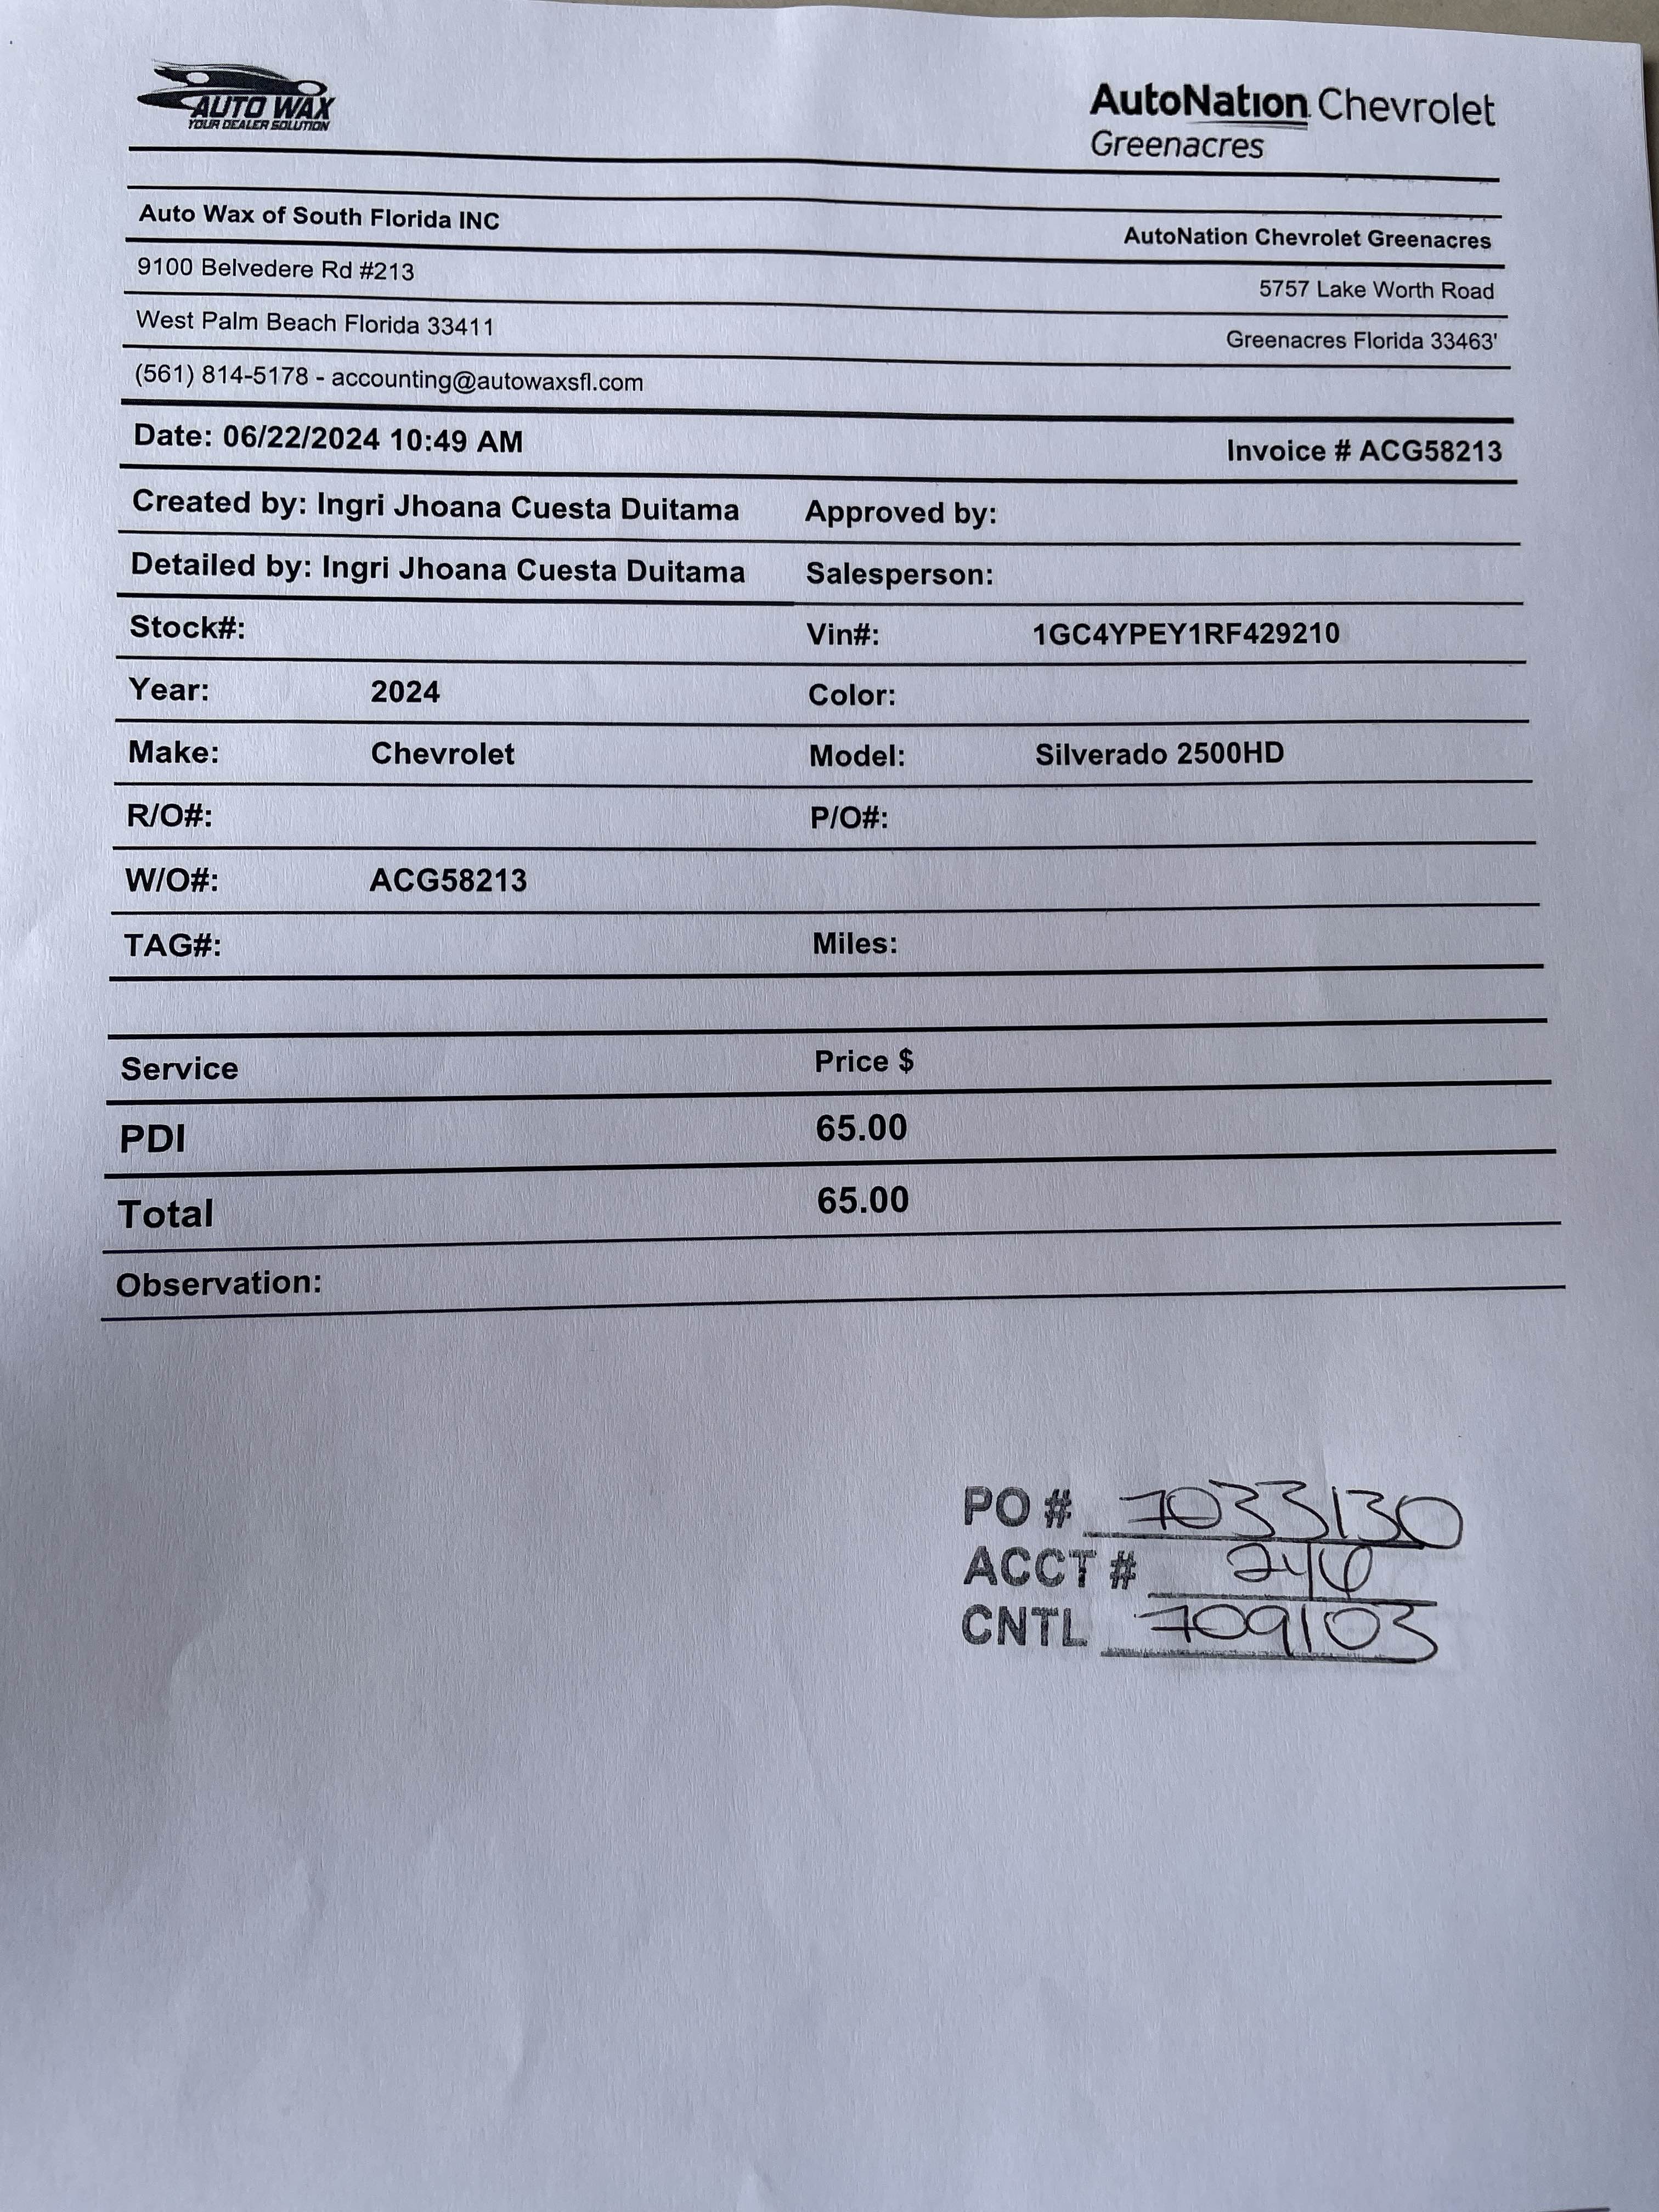 AUTO WAX
YOUR DEALER SOLUTION
AutoNation Chevrolet
Greenacres
Auto Wax of South Florida INC
AutoNation Chevrolet Greenacres
9100 Belvedere Rd #213
5757 Lake Worth Road
West Palm Beach Florida 33411
Greenacres Florida 33463'
(561) 814-5178 - accounting@autowaxsfl.com
Date: 06/22/2024 10:49 AM Invoice # ACG58213
Created by: Ingri Jhoana Cuesta Duitama Approved by:
Detailed by: Ingri Jhoana Cuesta Duitama Salesperson:
Stock#: Vin#: 1GC4YPEY1RF429210
Year: 2024 Color:
Make: Chevrolet Model: Silverado 2500HD
R/O#: P/O#:
W/O#: ACG58213
TAG#: Miles:
Service Price $
PDI 65.00
Total 65.00
Observation:
PO # 7033130
ACCT #
CNTL 709103